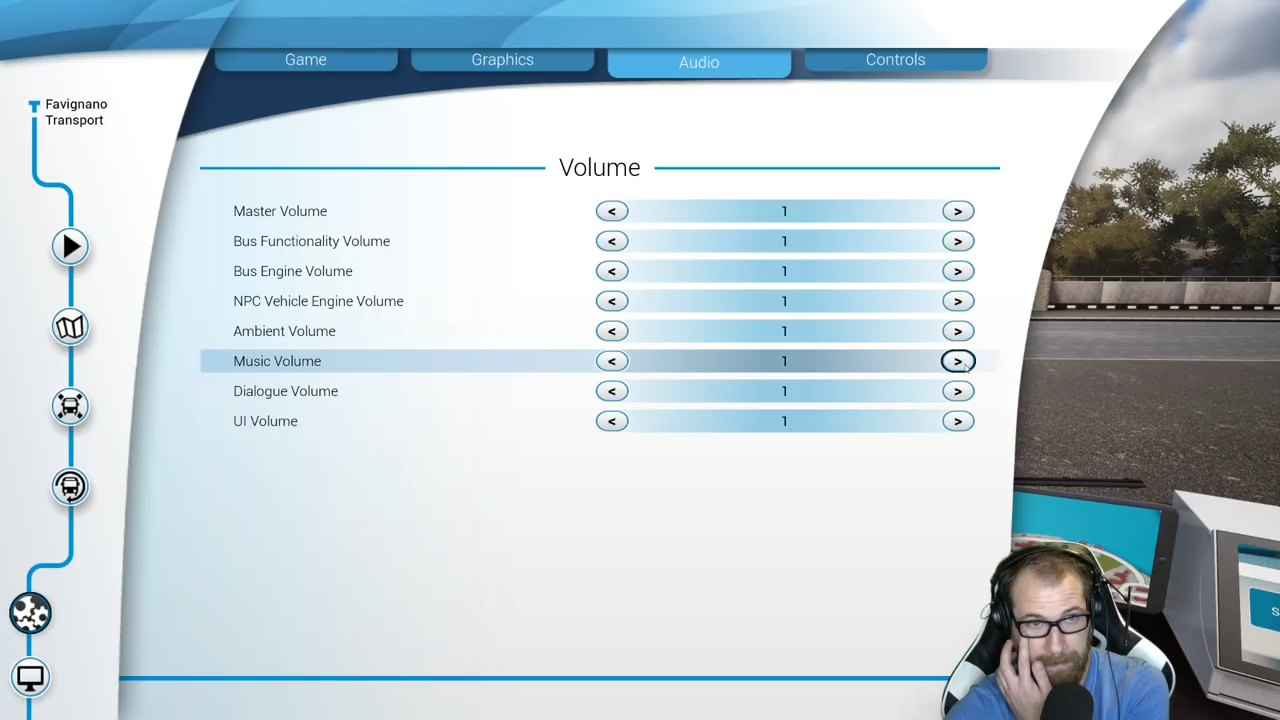 Game
Graphics
Audio
Controls
Favignano
Transport
Volume
Master Volume < 1 >
Bus Functionality Volume < 1 >
Bus Engine Volume < 1 >
NPC Vehicle Engine Volume < 1 >
Ambient Volume < 1 >
Music Volume < 1 >
Dialogue Volume < 1 >
UI Volume < 1 >